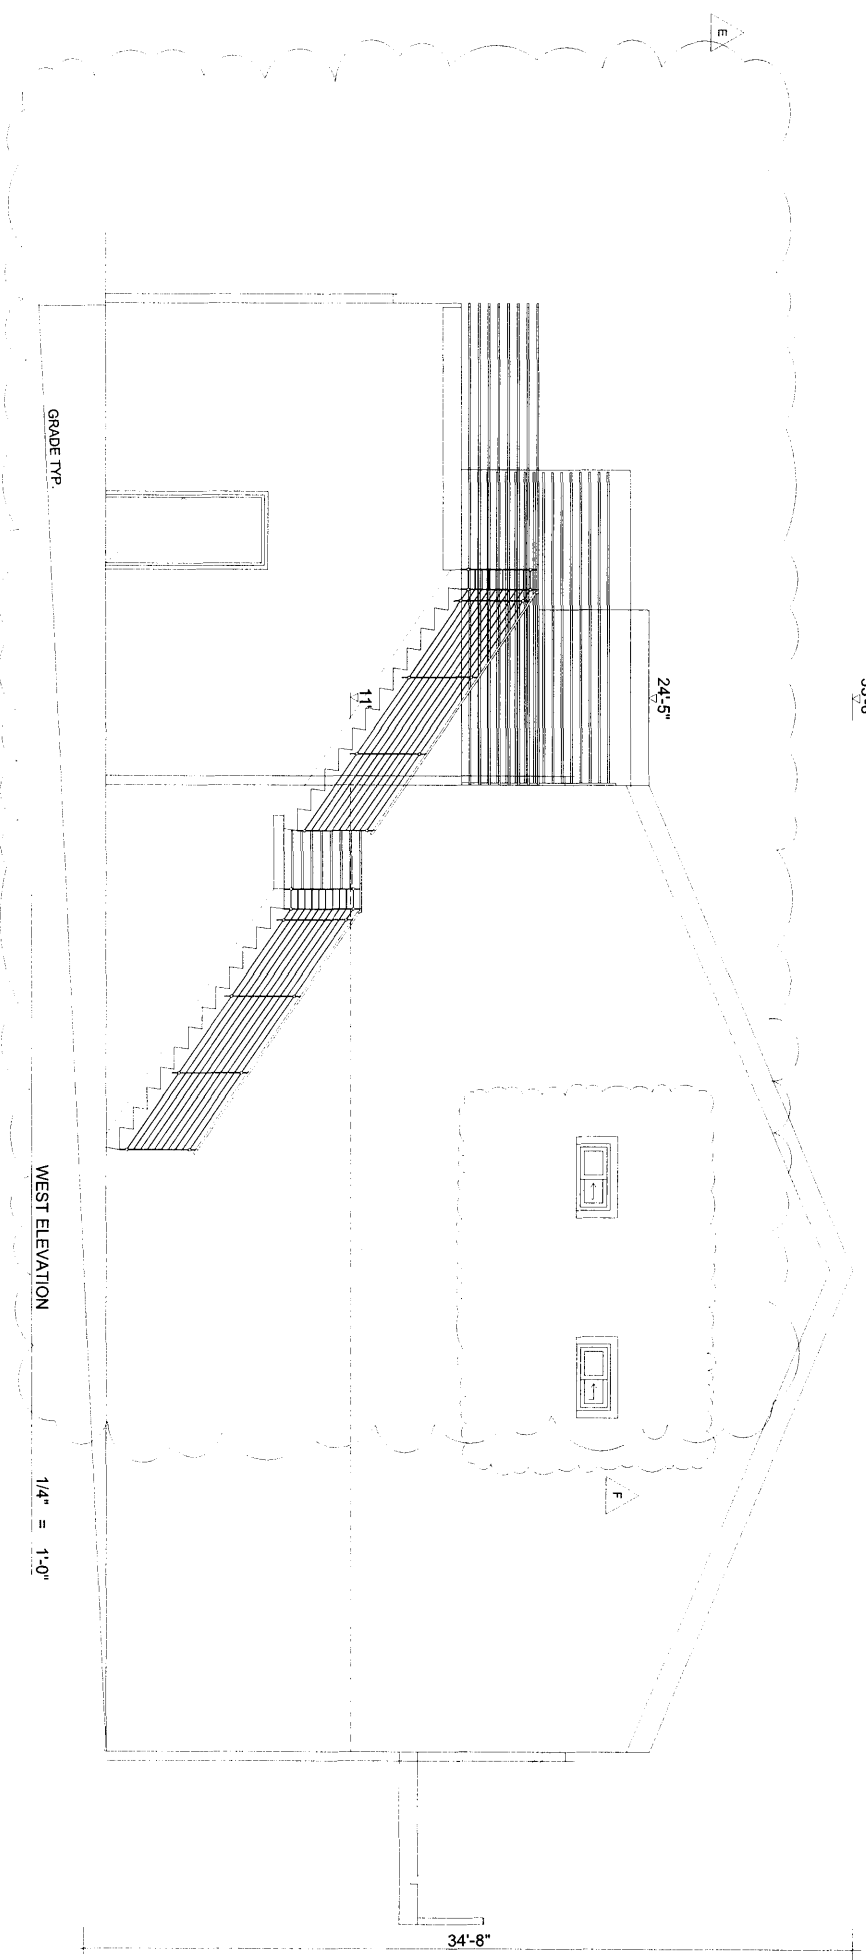 E
24'-5"
11'
GRADE TYP.
F
WEST ELEVATION 1/4" = 1'-0"
34'-8"